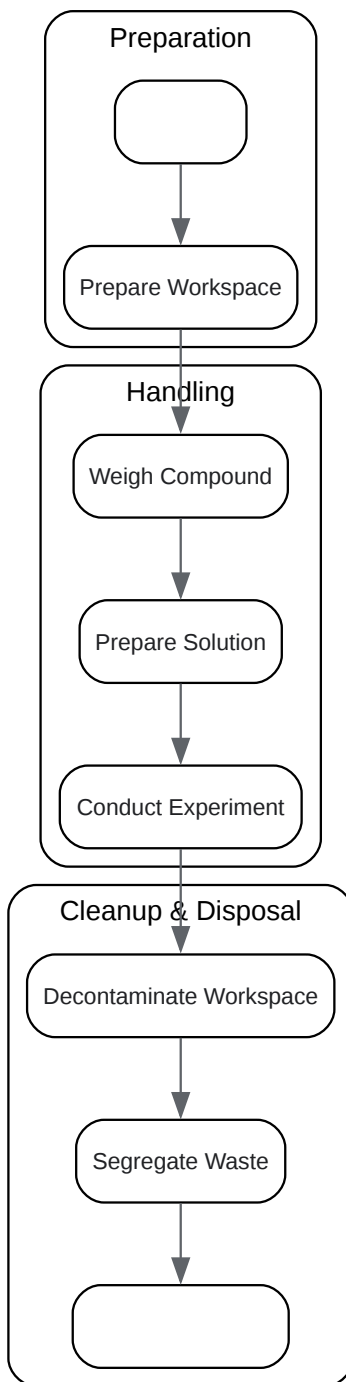 Preparation
Prepare Workspace
Handling
Weigh Compound
Prepare Solution
Conduct Experiment
Cleanup & Disposal
Decontaminate Workspace
Segregate Waste